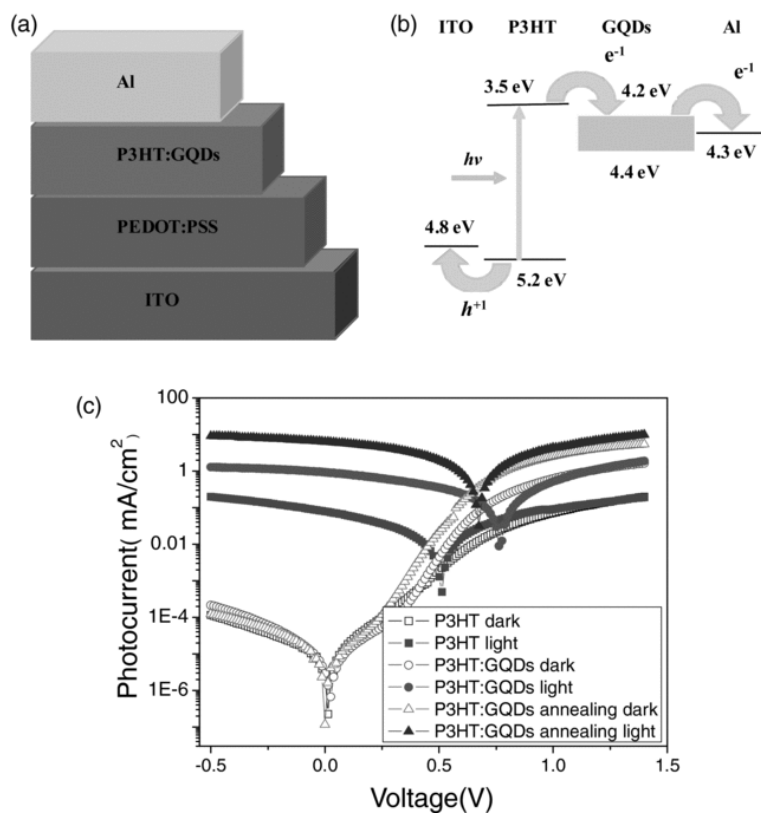 (a)
Al
P3HT:GQDs
PEDOT:PSS
ITO
(b)
ITO P3HT GQDs Al
e⁻¹ e⁻¹
3.5 eV 4.2 eV
4.3 eV
hν
4.4 eV
4.8 eV
5.2 eV
h⁺¹
(c)
Photocurrent( mA/cm²)
100
1
0.01
1E-4
1E-6
P3HT dark
P3HT light
P3HT:GQDs dark
P3HT:GQDs light
P3HT:GQDs annealing dark
P3HT:GQDs annealing light
-0.5 0.0 0.5 1.0 1.5
Voltage(V)